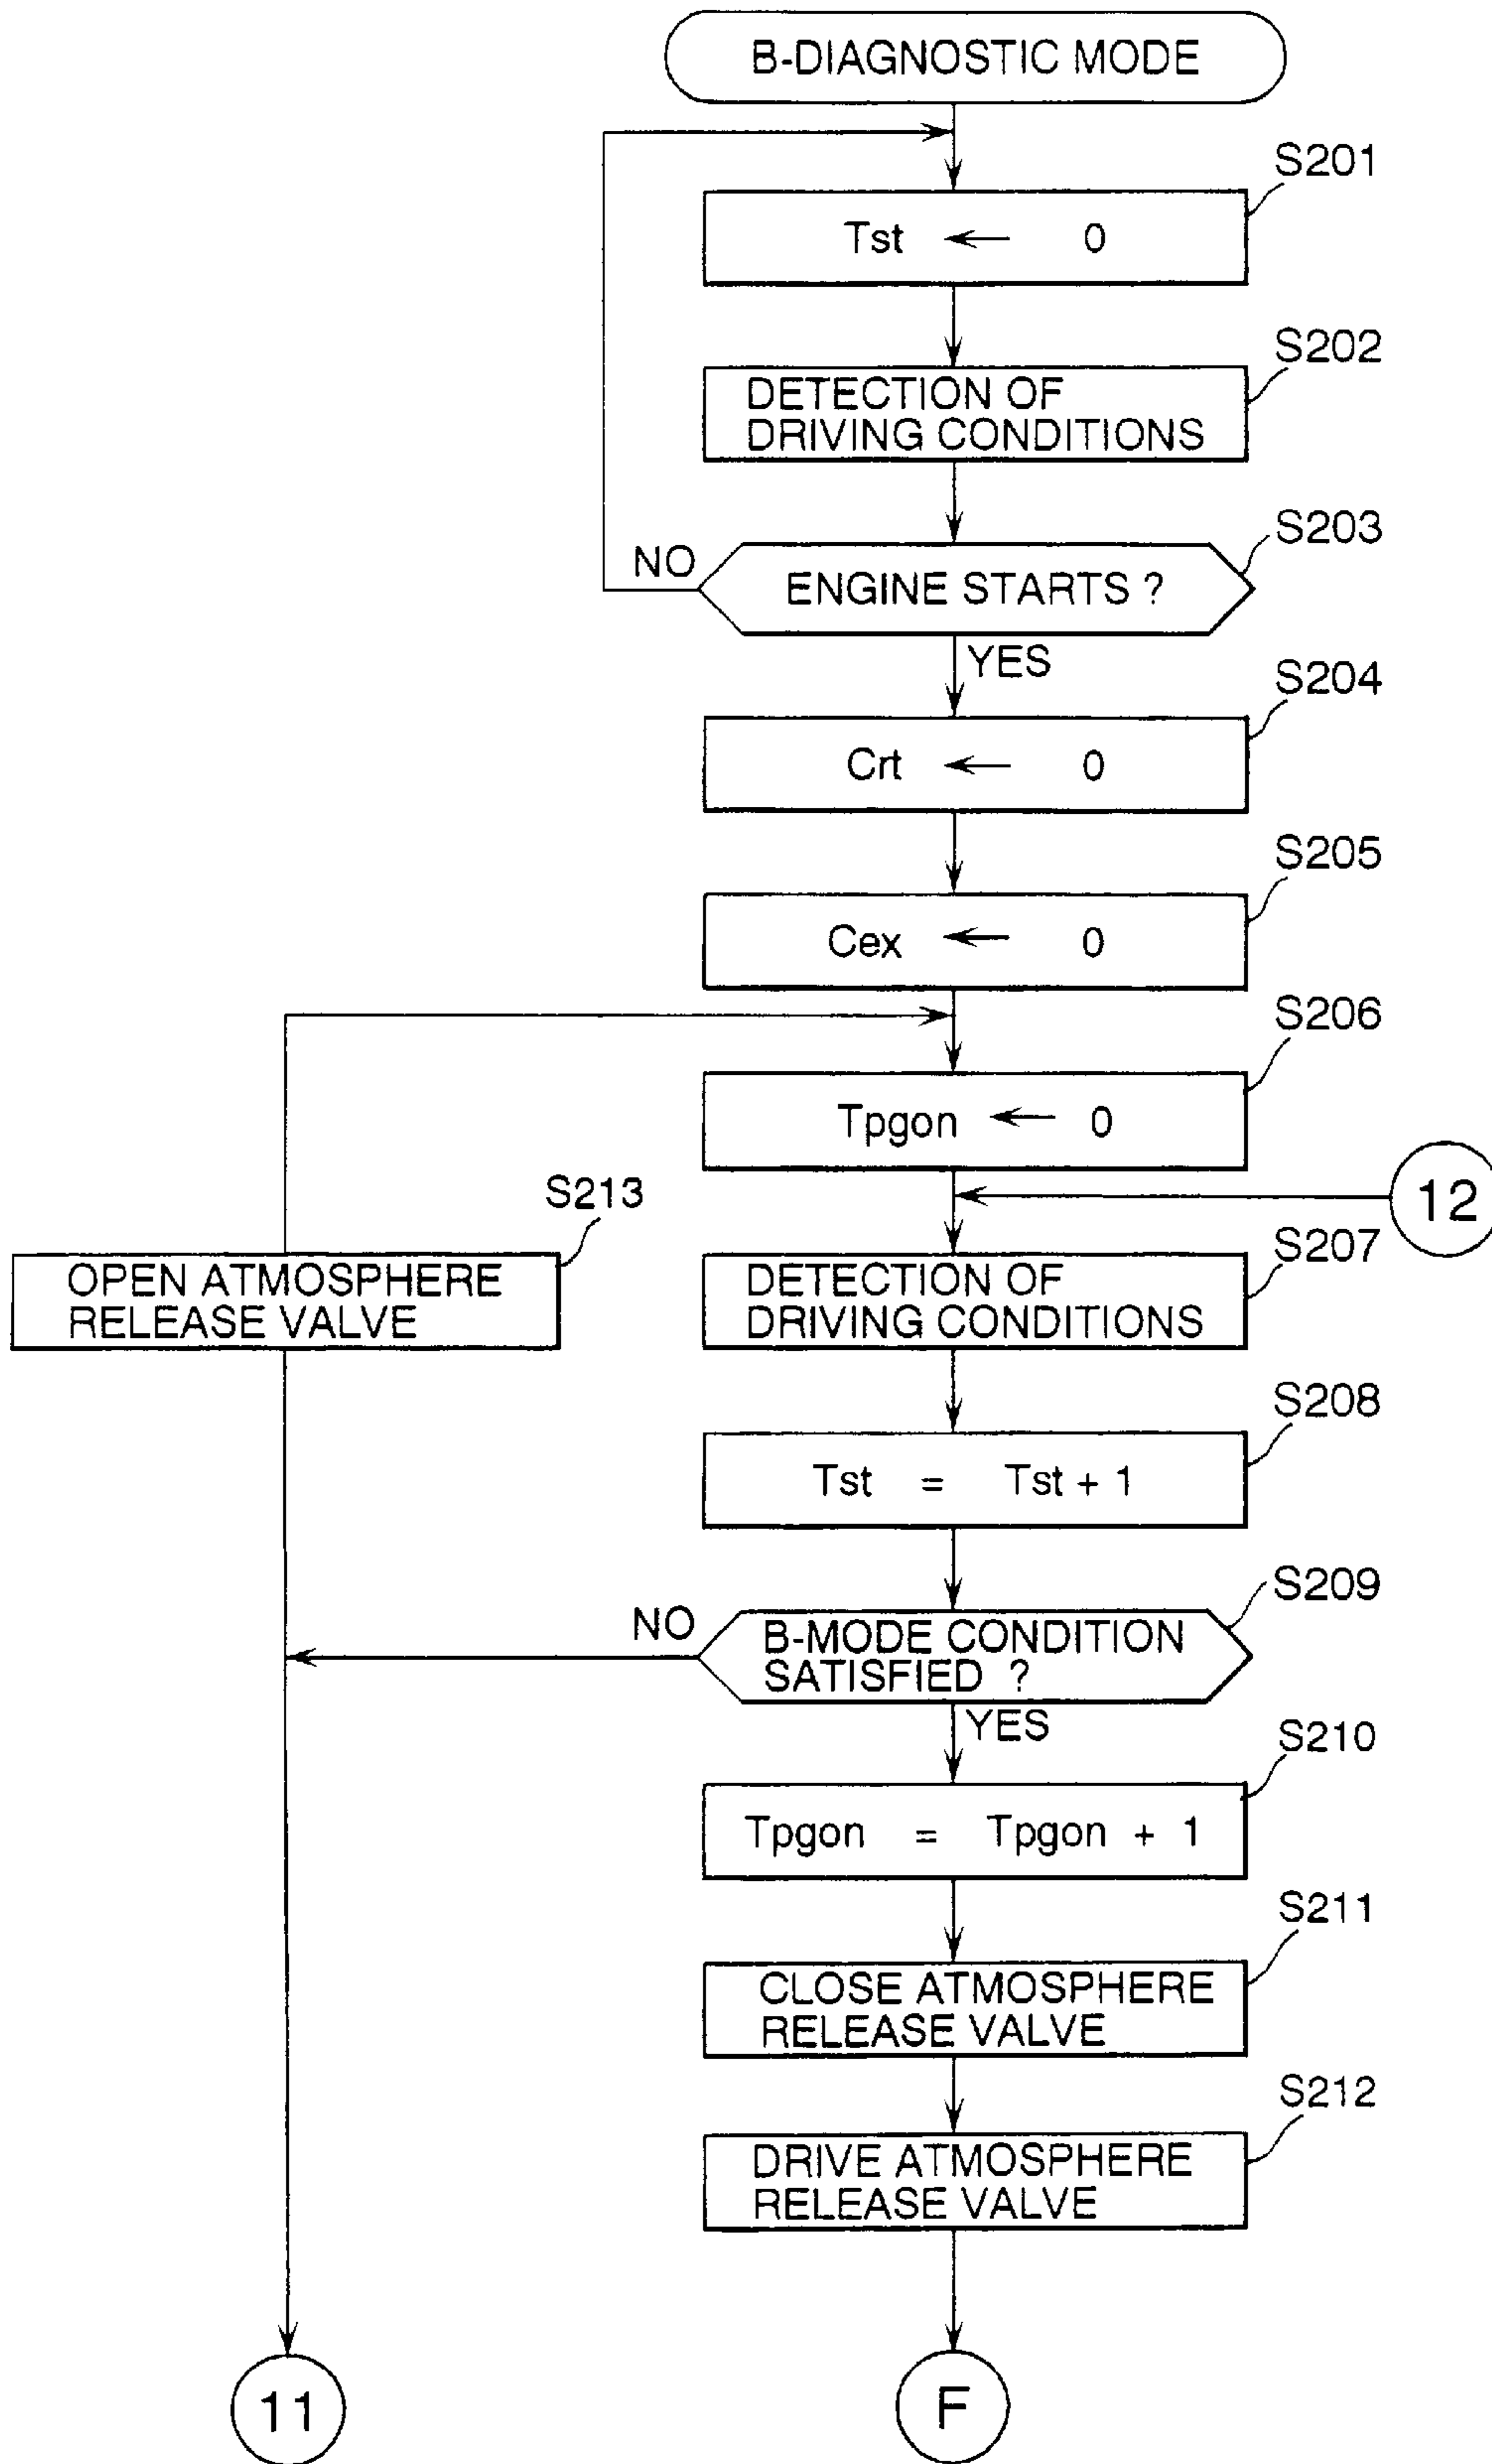 B-DIAGNOSTIC MODE
S201
Tst ← 0
S202
DETECTION OF
DRIVING CONDITIONS
S203
NO
ENGINE STARTS ?
YES
S204
Crt ← 0
S205
Cex ← 0
S206
Tpgon ← 0
12
S213
OPEN ATMOSPHERE
RELEASE VALVE
S207
DETECTION OF
DRIVING CONDITIONS
S208
Tst = Tst + 1
S209
NO
B-MODE CONDITION
SATISFIED ?
YES
S210
Tpgon = Tpgon + 1
S211
CLOSE ATMOSPHERE
RELEASE VALVE
S212
DRIVE ATMOSPHERE
RELEASE VALVE
11
F